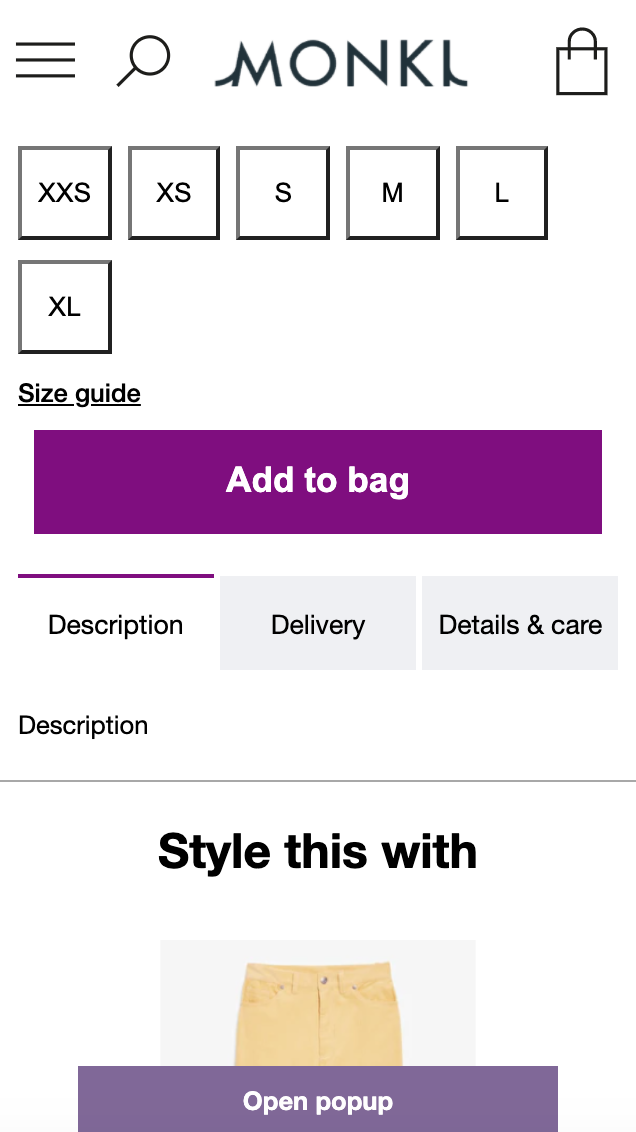 MONKI
XXS XS S M L
XL
Size guide
Add to bag
Description Delivery Details & care
Description
Style this with
Open popup